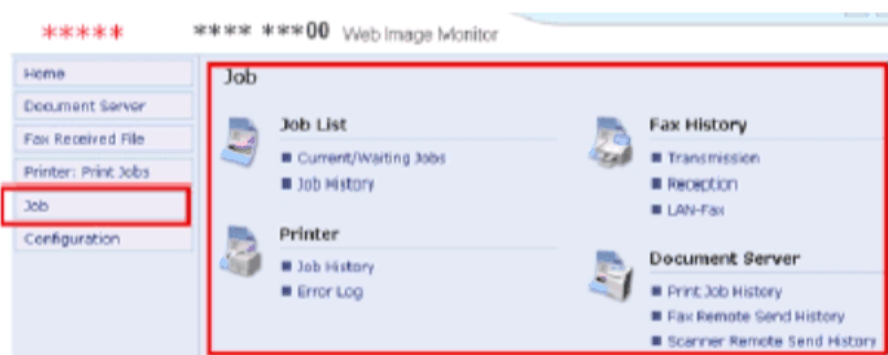 ***** **** ***00 Web Image Monitor
Home
Document Server
Fax Received File
Printer: Print Jobs
Job
Configuration
Job
Job List
Current/Waiting Jobs
Job History
Printer
Job History
Error Log
Fax History
Transmission
Reception
LAN-Fax
Document Server
Print Job History
Fax Remote Send History
Scanner Remote Send History